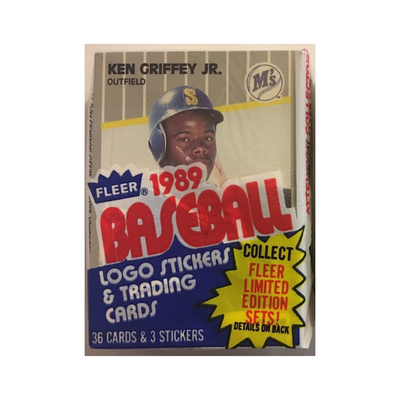 KEN GRIFFEY JR.
OUTFIELD
M's
S
FLEER®
1989
BASEBALL
LOGO STICKERS
& TRADING
CARDS
36 CARDS & 3 STICKERS
COLLECT
FLEER
LIMITED
EDITION
SETS!
DETAILS ON BACK